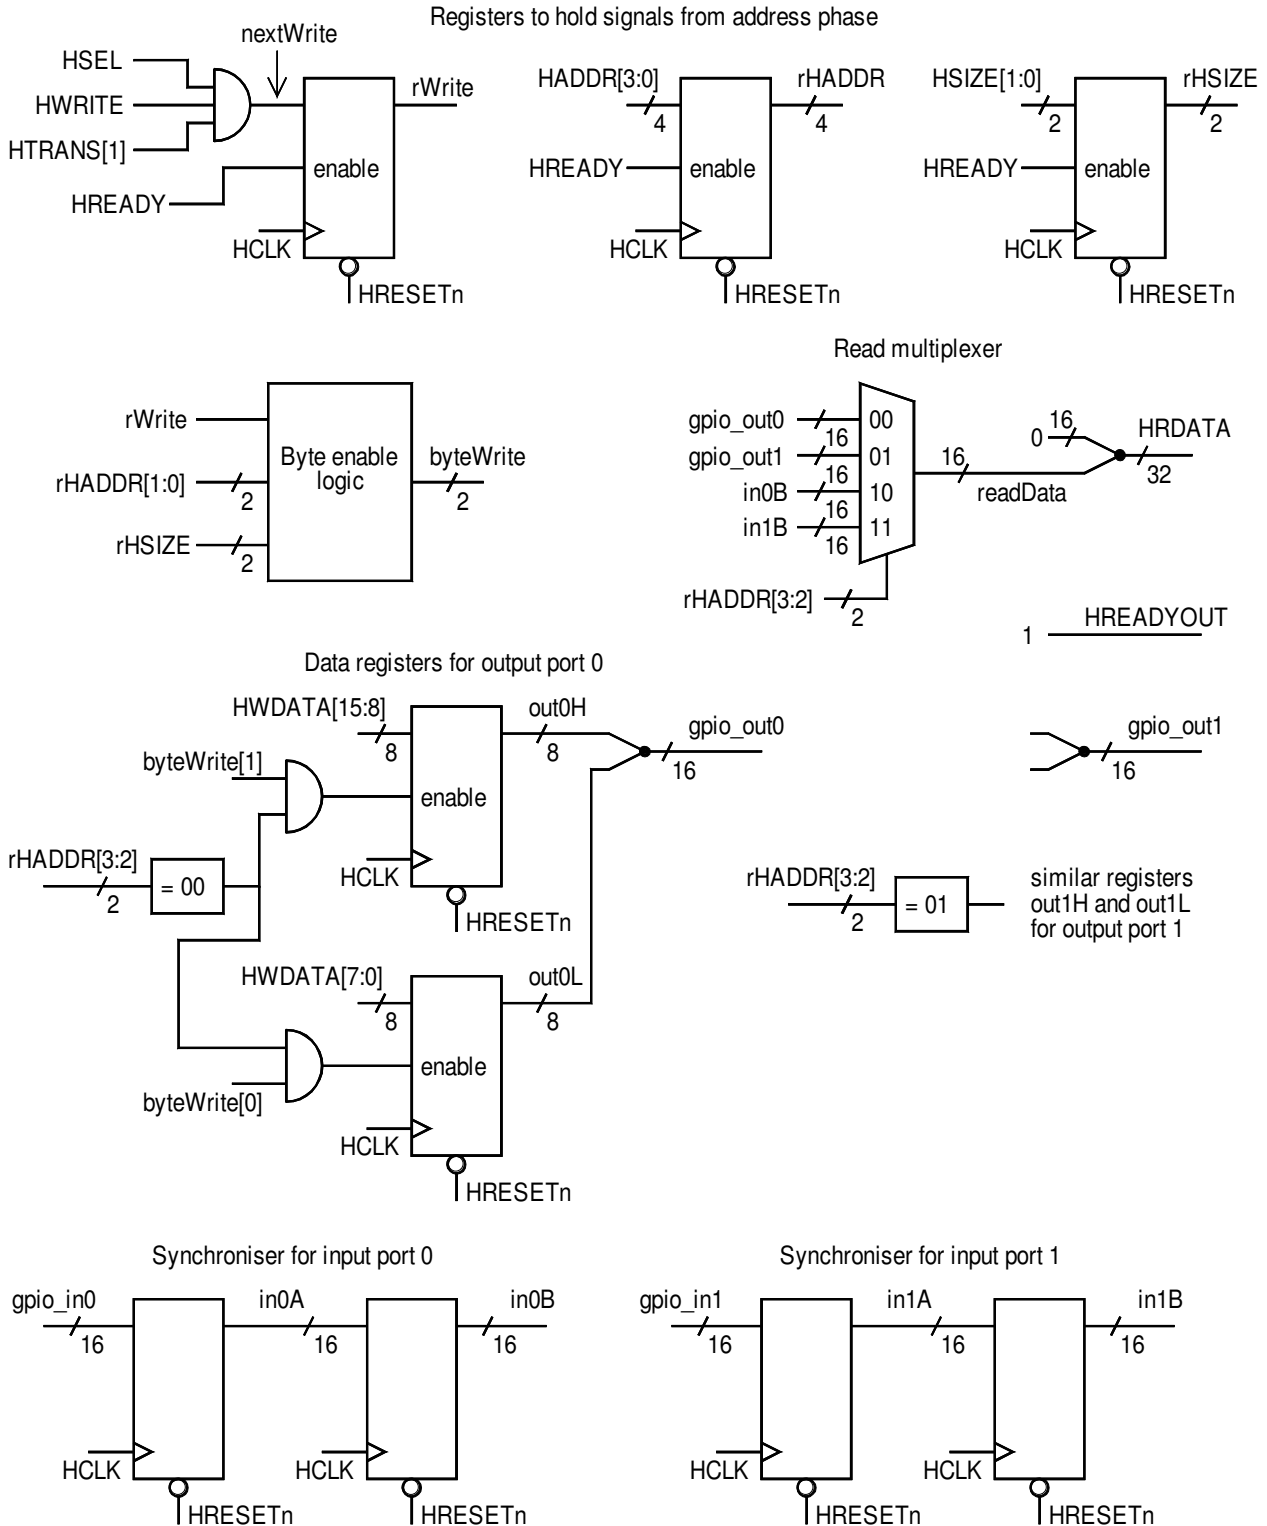 Registers to hold signals from address phase
nextWrite
HSEL
HWRITE
HTRANS[1]
HREADY
rWrite
enable
HCLK
HRESETn
HADDR[3:0]
4
rHADDR
4
HREADY
enable
HCLK
HRESETn
HSIZE[1:0]
2
rHSIZE
2
HREADY
enable
HCLK
HRESETn
rWrite
rHADDR[1:0]
2
rHSIZE
2
Byte enable
logic
byteWrite
2
Read multiplexer
gpio_out0
16
00
gpio_out1
16
01
in0B
16
10
in1B
16
11
rHADDR[3:2]
2
16
readData
0
16
HRDATA
32
1
HREADYOUT
Data registers for output port 0
HWDATA[15:8]
8
out0H
8
gpio_out0
16
byteWrite[1]
enable
HCLK
HRESETn
rHADDR[3:2]
2
= 00
HWDATA[7:0]
8
out0L
8
enable
byteWrite[0]
HCLK
HRESETn
gpio_out1
16
rHADDR[3:2]
2
= 01
similar registers
out1H and out1L
for output port 1
Synchroniser for input port 0
gpio_in0
16
in0A
16
in0B
16
HCLK
HRESETn
HCLK
HRESETn
Synchroniser for input port 1
gpio_in1
16
in1A
16
in1B
16
HCLK
HRESETn
HCLK
HRESETn